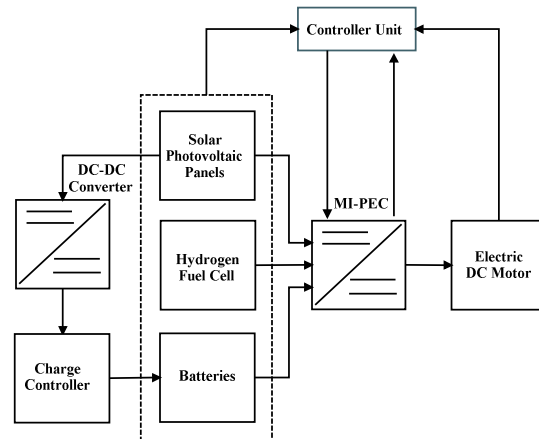 Controller Unit
Solar
Photovoltaic
Panels
DC-DC
Converter
MI-PEC
Hydrogen
Fuel Cell
Electric
DC Motor
Charge
Controller
Batteries